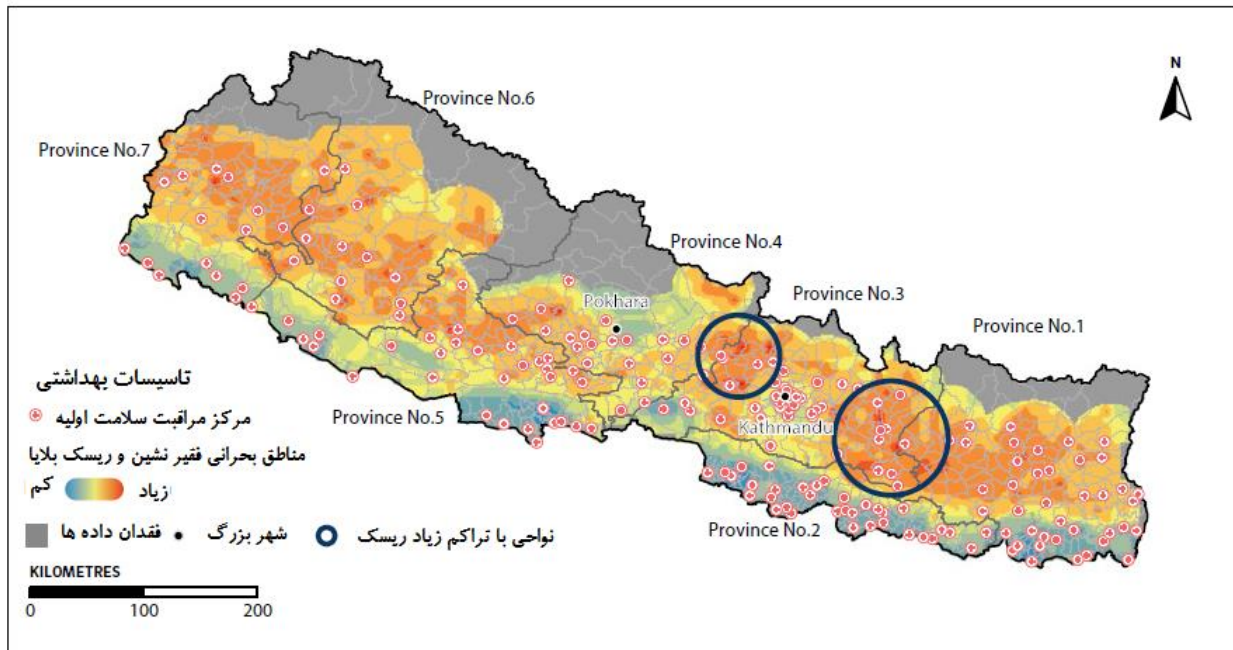 N
Province No.6
Province No.7
Province No.4
Pokhara
Province No.3
Province No.1
Kathmandu
Province No.5
Province No.2
تاسیسات بهداشتی
مرکز مراقبت سلامت اولیه
مناطق بحرانی فقیر نشین و ریسک بلایا
زیاد کم
نواحی با تراکم زیاد ریسک شهر بزرگ فقدان داده ها
KILOMETRES
0 100 200